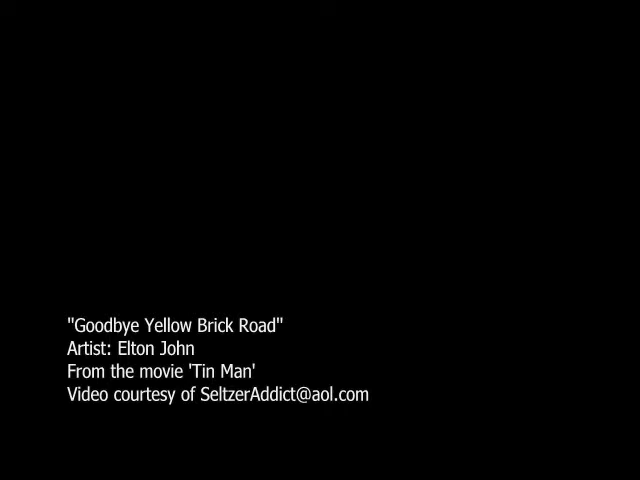 "Goodbye Yellow Brick Road"
Artist: Elton John
From the movie 'Tin Man'
Video courtesy of SeltzerAddict@aol.com